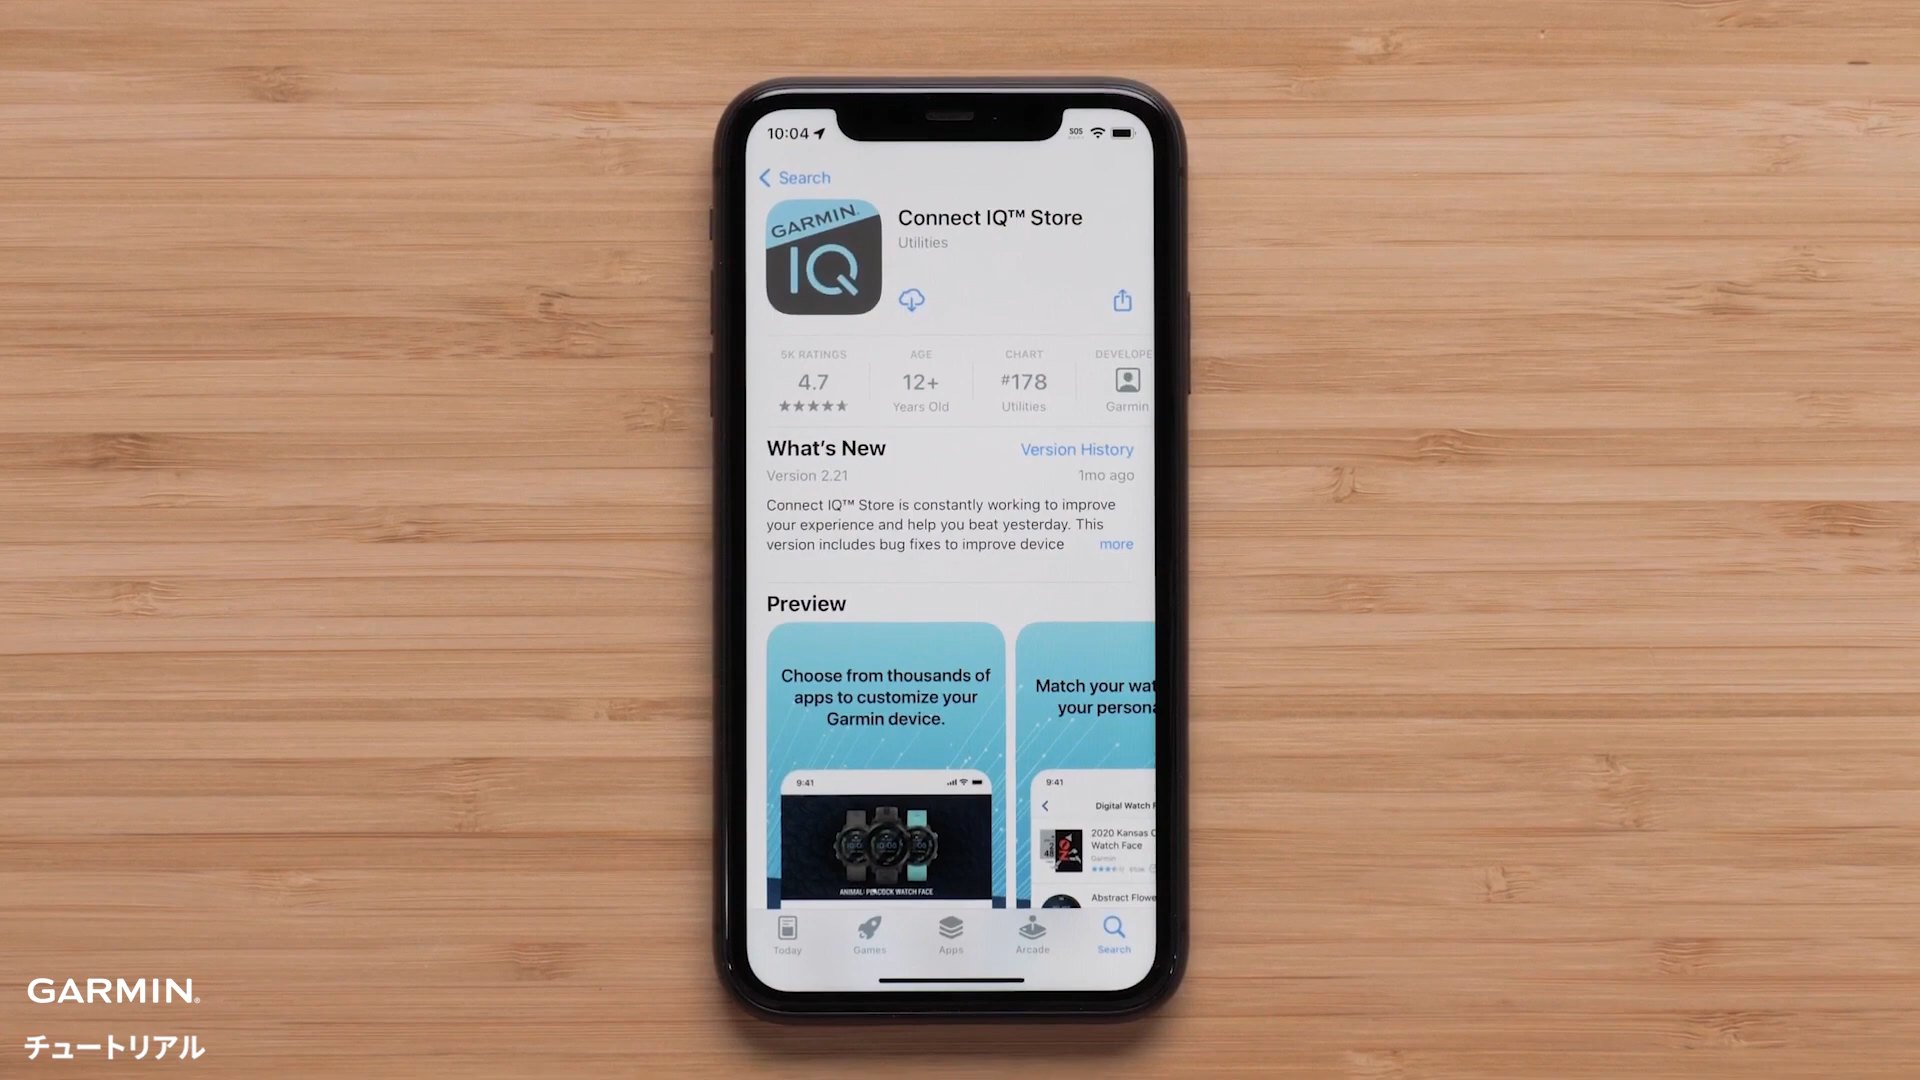 10:04
SOS
Search
GARMIN
IQ
Connect IQ™ Store
Utilities
5K RATINGS
4.7
AGE
12+
Years Old
CHART
#178
Utilities
DEVELOPE
Garmin
What's New
Version History
Version 2.21
1mo ago
Connect IQ™ Store is constantly working to improve
your experience and help you beat yesterday. This
version includes bug fixes to improve device
more
Preview
Choose from thousands of
apps to customize your
Garmin device.
9:41
ANIMAL: PEACOCK WATCH FACE
Match your wat
your persona
9:41
Digital Watch F
2020 Kansas C
Watch Face
Garmin
Abstract Flowe
Today
Games
Apps
Arcade
Search
GARMIN®
チュートリアル